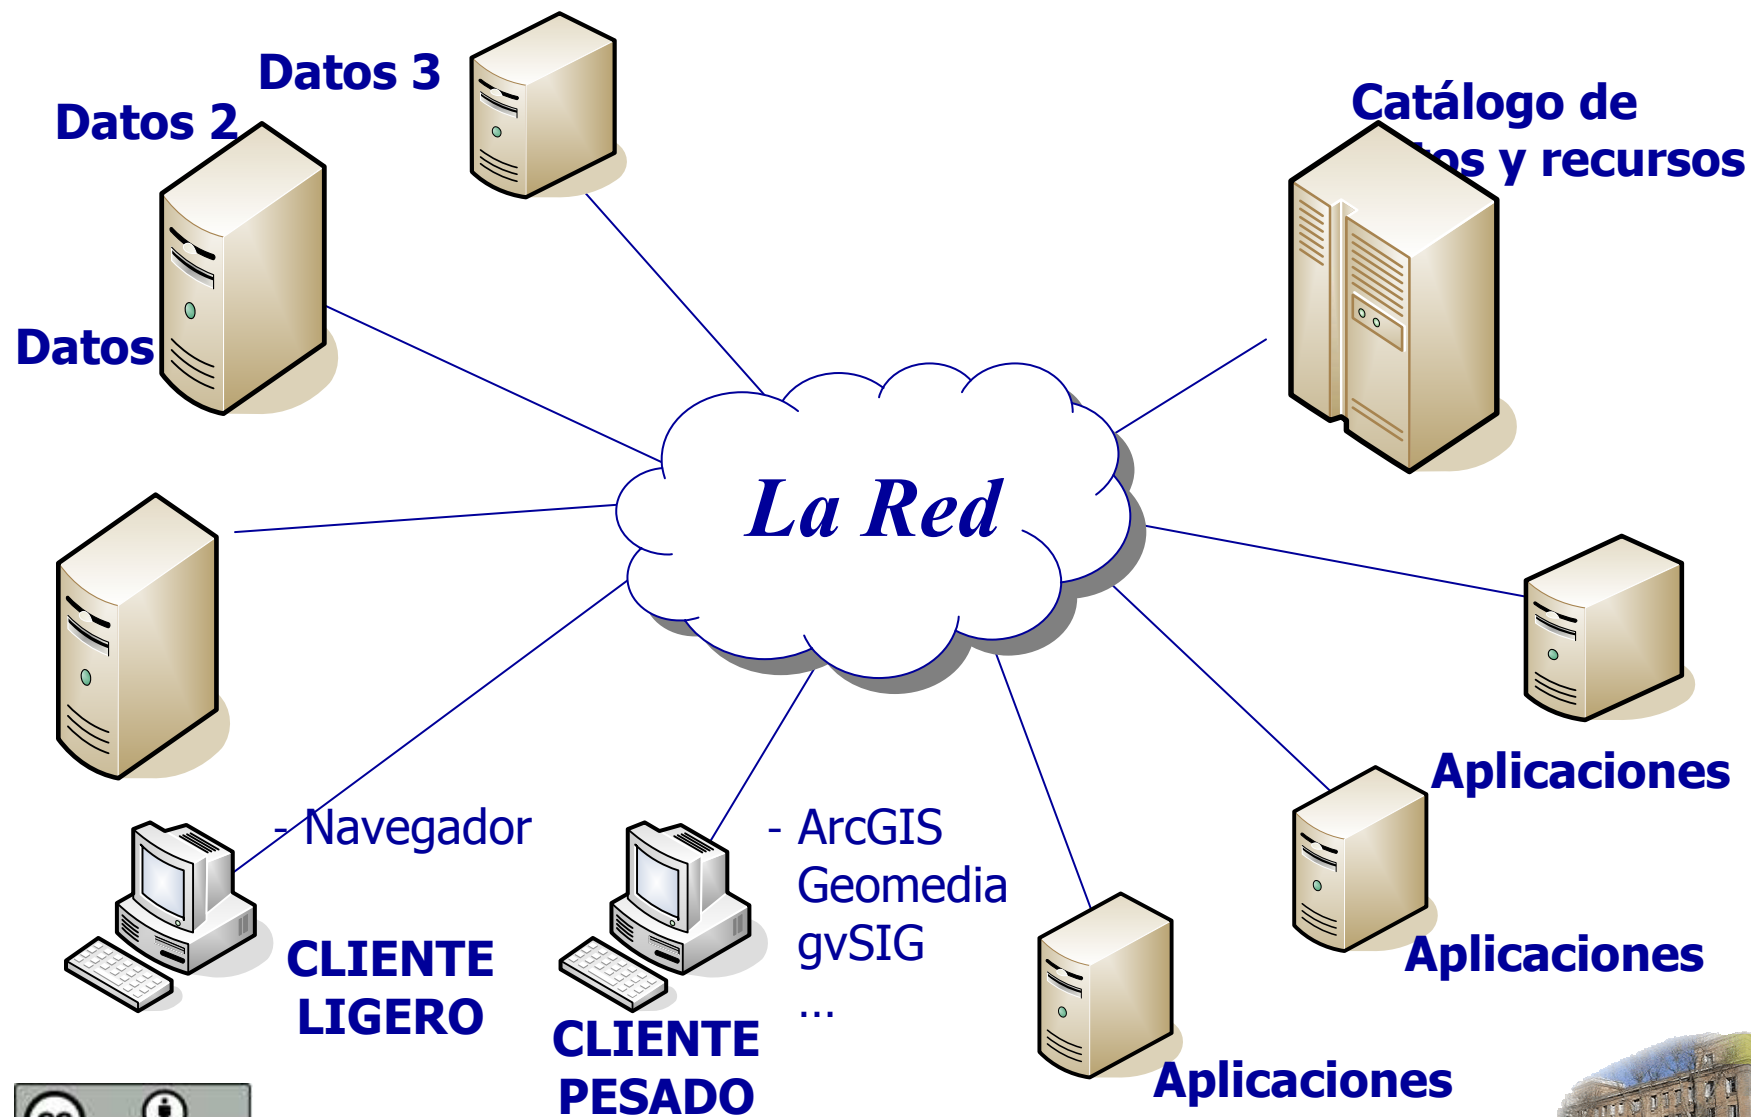 Datos 3
Datos 2
Catálogo de
y recursos
Datos
La Red
Aplicaciones
- Navegador
- ArcGIS
Geomedia
gvSIG
...
CLIENTE
LIGERO
Aplicaciones
CLIENTE
PESADO
Aplicaciones